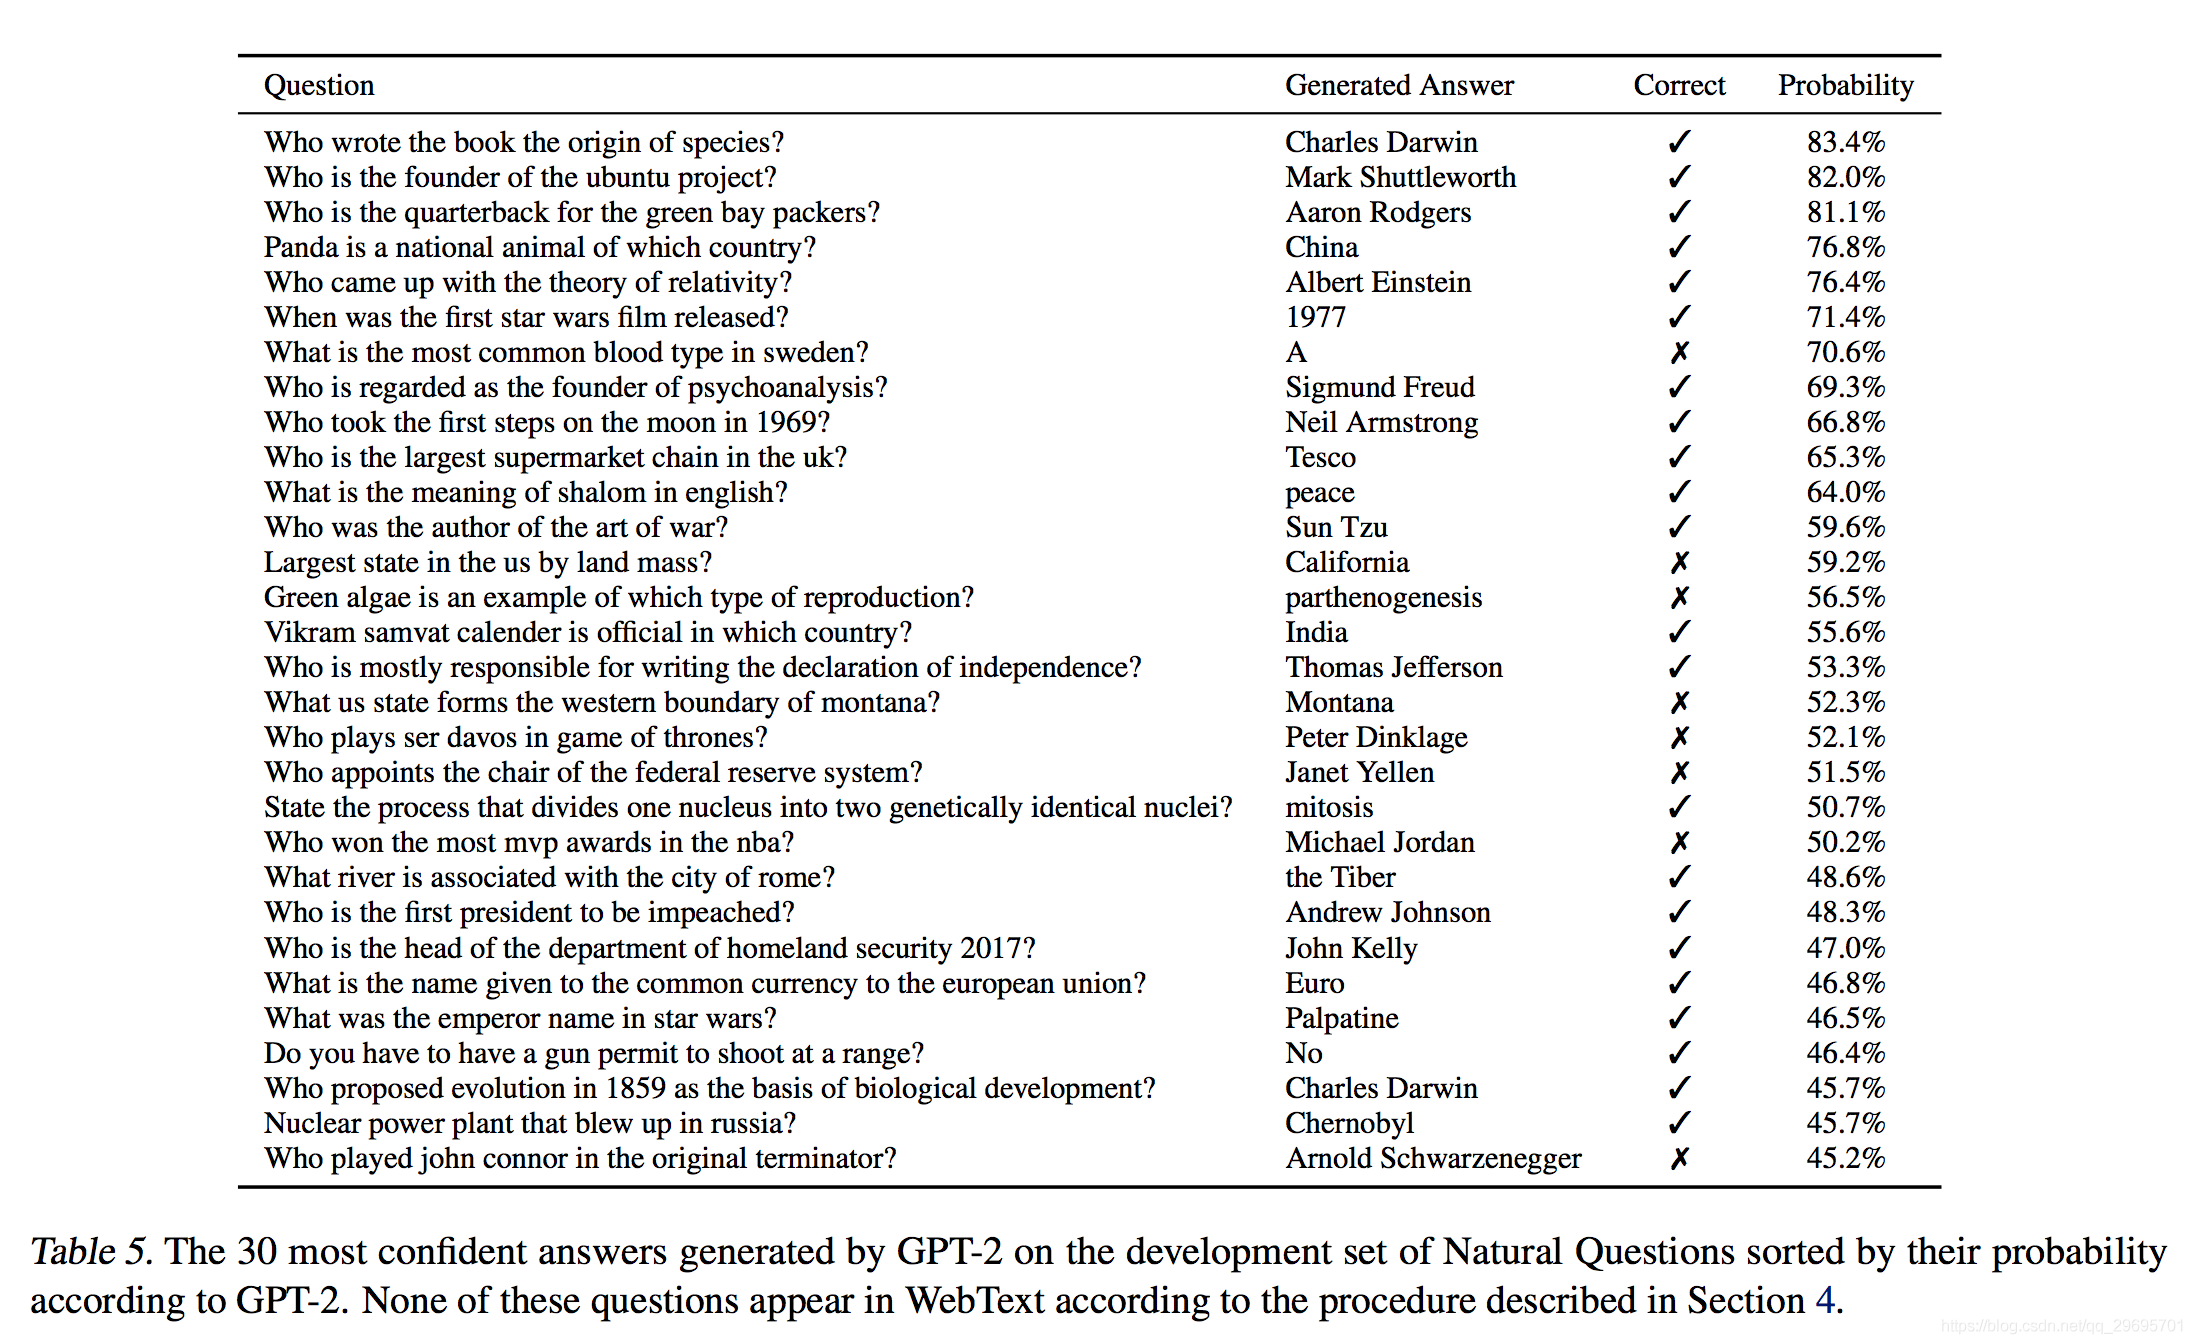 Question Generated Answer Correct Probability
Who wrote the book the origin of species? Charles Darwin ✓ 83.4%
Who is the founder of the ubuntu project? Mark Shuttleworth ✓ 82.0%
Who is the quarterback for the green bay packers? Aaron Rodgers ✓ 81.1%
Panda is a national animal of which country? China ✓ 76.8%
Who came up with the theory of relativity? Albert Einstein ✓ 76.4%
When was the first star wars film released? 1977 ✓ 71.4%
What is the most common blood type in sweden? A ✗ 70.6%
Who is regarded as the founder of psychoanalysis? Sigmund Freud ✓ 69.3%
Who took the first steps on the moon in 1969? Neil Armstrong ✓ 66.8%
Who is the largest supermarket chain in the uk? Tesco ✓ 65.3%
What is the meaning of shalom in english? peace ✓ 64.0%
Who was the author of the art of war? Sun Tzu ✓ 59.6%
Largest state in the us by land mass? California ✗ 59.2%
Green algae is an example of which type of reproduction? parthenogenesis ✗ 56.5%
Vikram samvat calender is official in which country? India ✓ 55.6%
Who is mostly responsible for writing the declaration of independence? Thomas Jefferson ✓ 53.3%
What us state forms the western boundary of montana? Montana ✗ 52.3%
Who plays ser davos in game of thrones? Peter Dinklage ✗ 52.1%
Who appoints the chair of the federal reserve system? Janet Yellen ✗ 51.5%
State the process that divides one nucleus into two genetically identical nuclei? mitosis ✓ 50.7%
Who won the most mvp awards in the nba? Michael Jordan ✗ 50.2%
What river is associated with the city of rome? the Tiber ✓ 48.6%
Who is the first president to be impeached? Andrew Johnson ✓ 48.3%
Who is the head of the department of homeland security 2017? John Kelly ✓ 47.0%
What is the name given to the common currency to the european union? Euro ✓ 46.8%
What was the emperor name in star wars? Palpatine ✓ 46.5%
Do you have to have a gun permit to shoot at a range? No ✓ 46.4%
Who proposed evolution in 1859 as the basis of biological development? Charles Darwin ✓ 45.7%
Nuclear power plant that blew up in russia? Chernobyl ✓ 45.7%
Who played john connor in the original terminator? Arnold Schwarzenegger ✗ 45.2%
Table 5. The 30 most confident answers generated by GPT-2 on the development set of Natural Questions sorted by their probability
according to GPT-2. None of these questions appear in WebText according to the procedure described in Section 4.
https://blog.csdn.net/qq_29695701